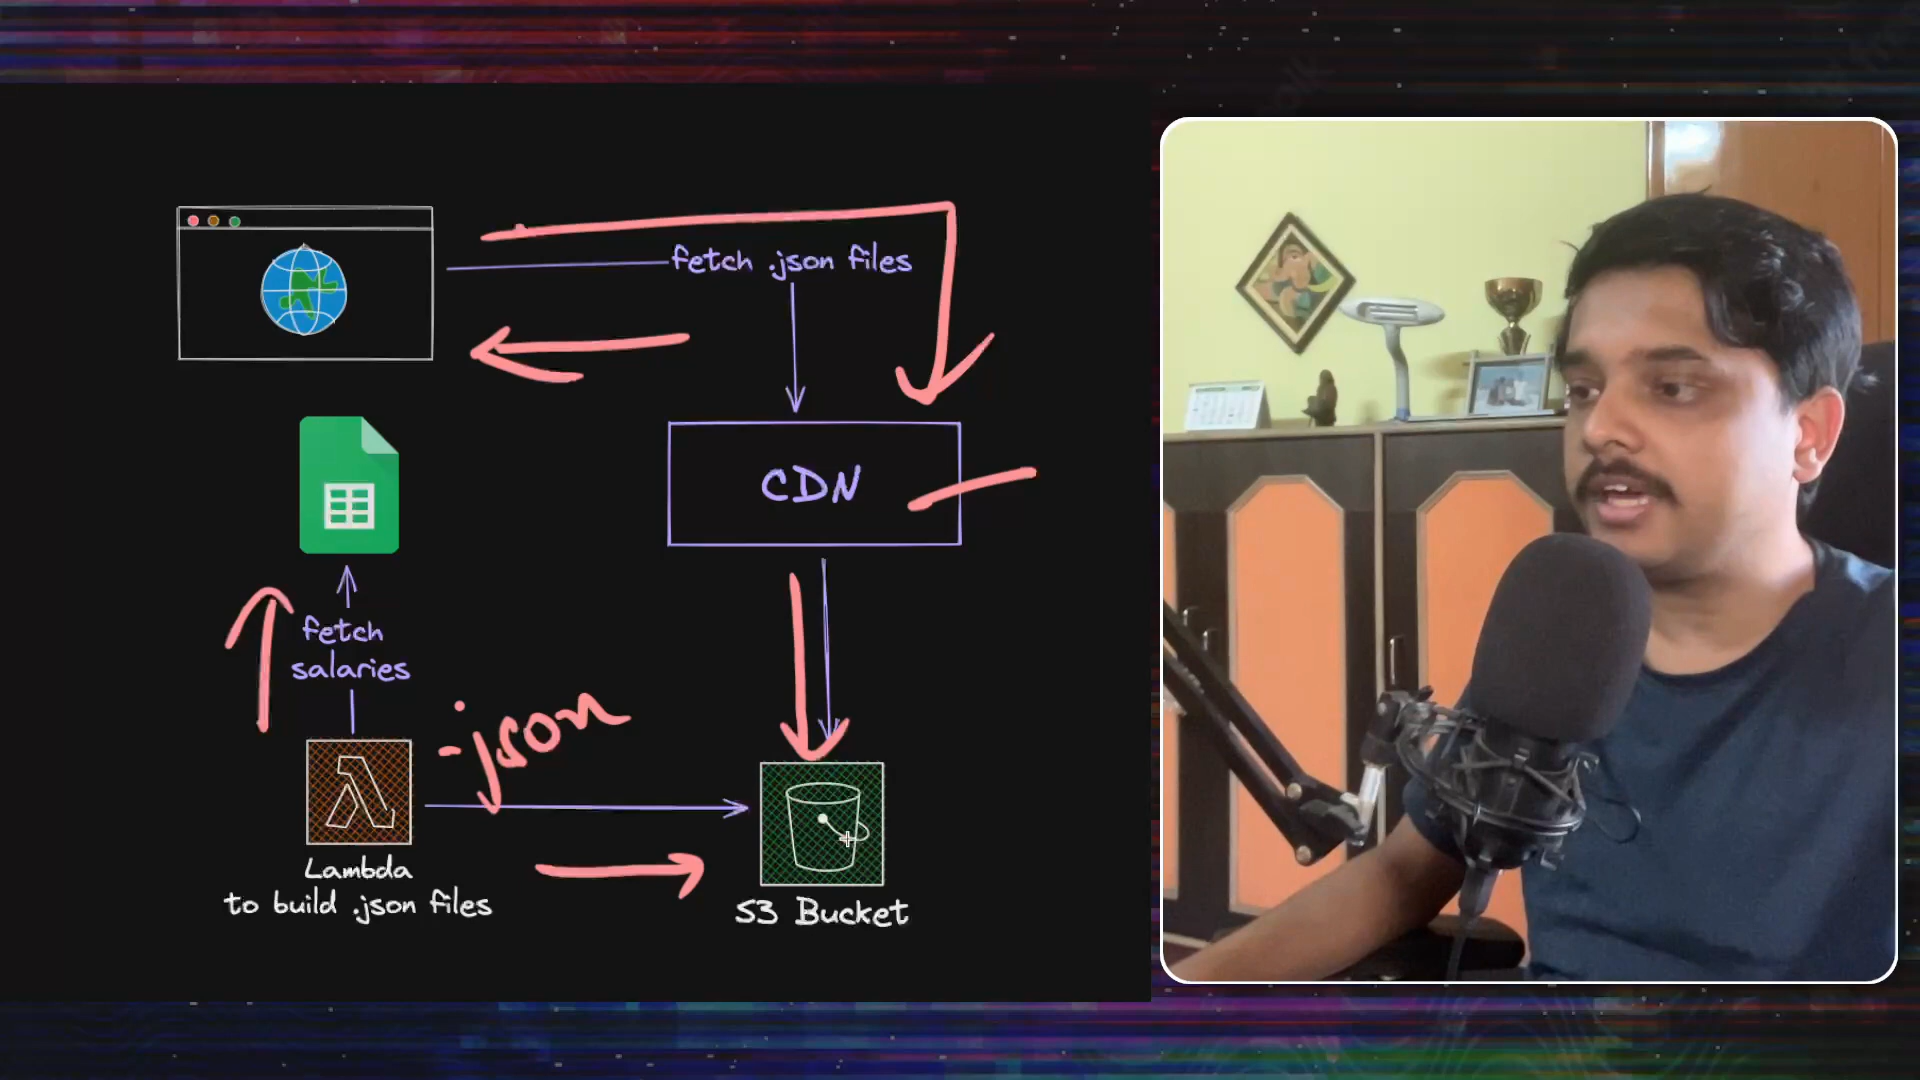 fetch .json files
CDN
fetch
salaries
.json
Lambda
to build .json files
S3 Bucket